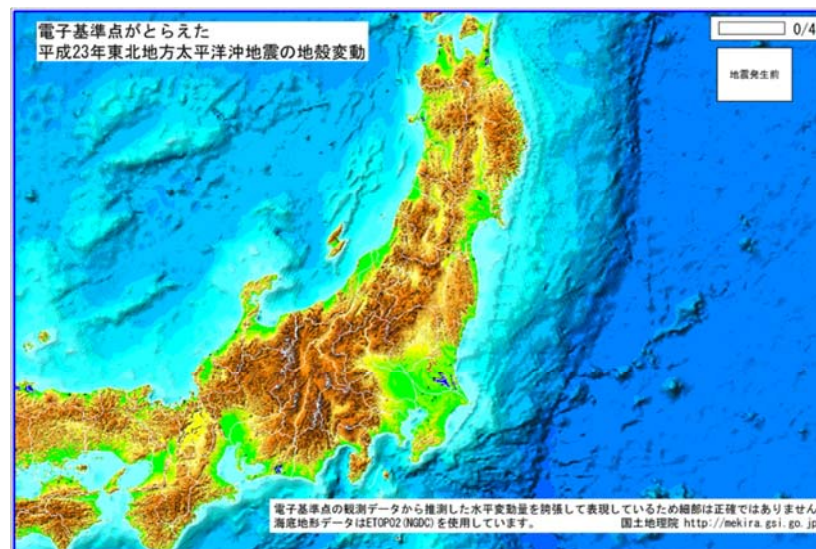 電子基準点がとらえた
平成23年東北地方太平洋沖地震の地殻変動
0/4
地震発生前
電子基準点の観測データから推測した水平変動量を誇張して表現しているため細部は正確ではありません
海底地形データはETOPO2(NGDC)を使用しています。 国土地理院 http://mekira.gsi.go.jp